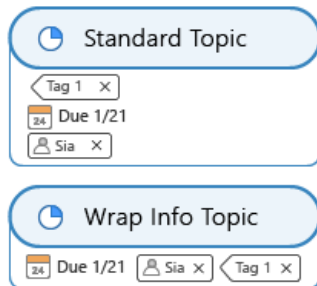 Standard Topic
Tag 1 ×
24 Due 1/21
Sia ×
Wrap Info Topic
24 Due 1/21 Sia × Tag 1 ×